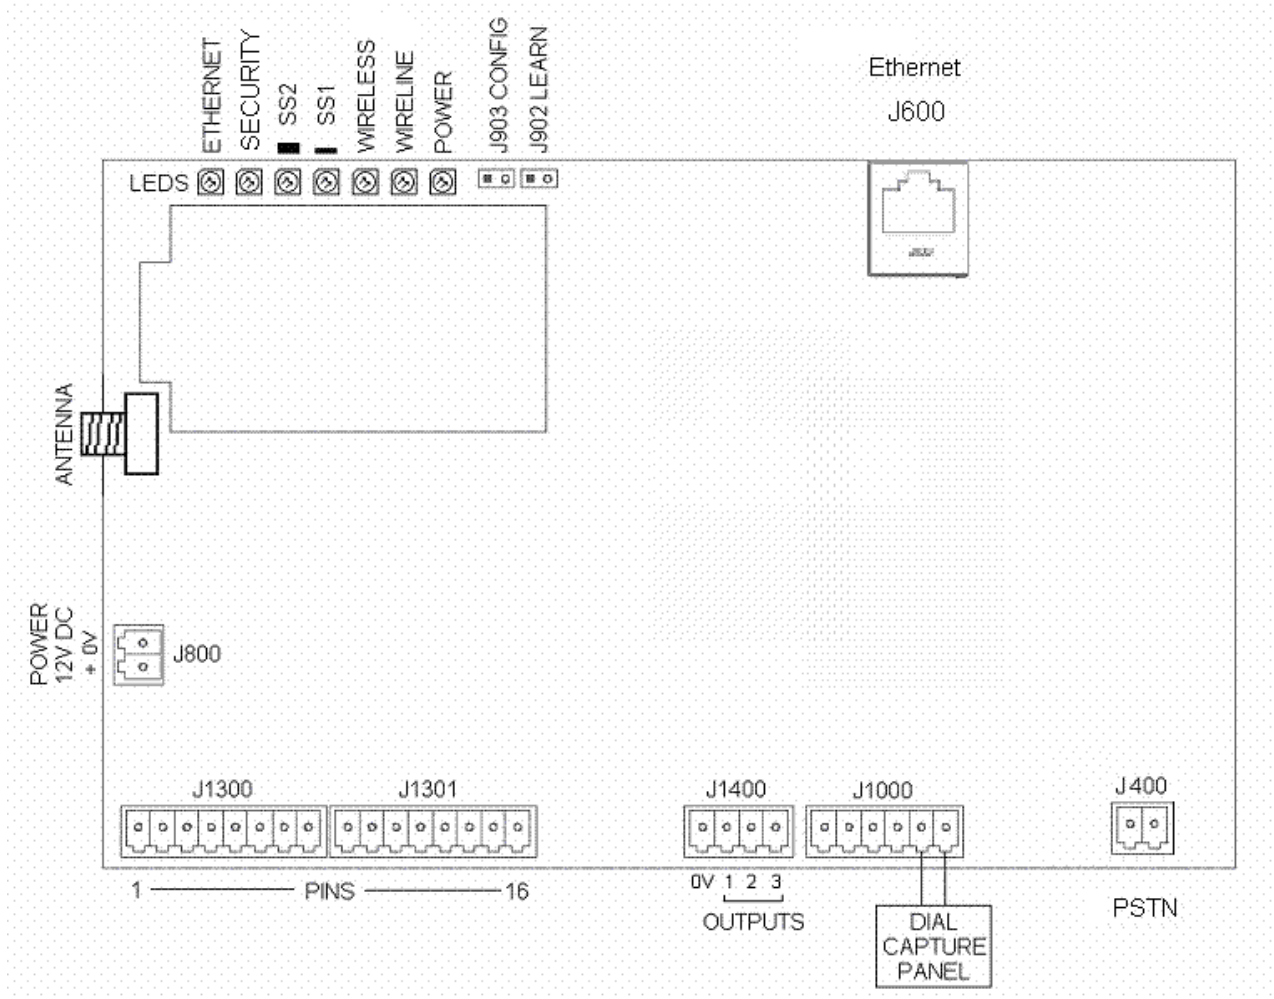 ETHERNET
SECURITY
SS2
SS1
WIRELESS
WIRELINE
POWER
J903 CONFIG
J902 LEARN
Ethernet
J600
LEDS
ANTENNA
POWER
12V DC
+ 0V
J800
J1300
J1301
J1400
J1000
J400
1 PINS 16
0V 1 2 3
OUTPUTS
DIAL
CAPTURE
PANEL
PSTN